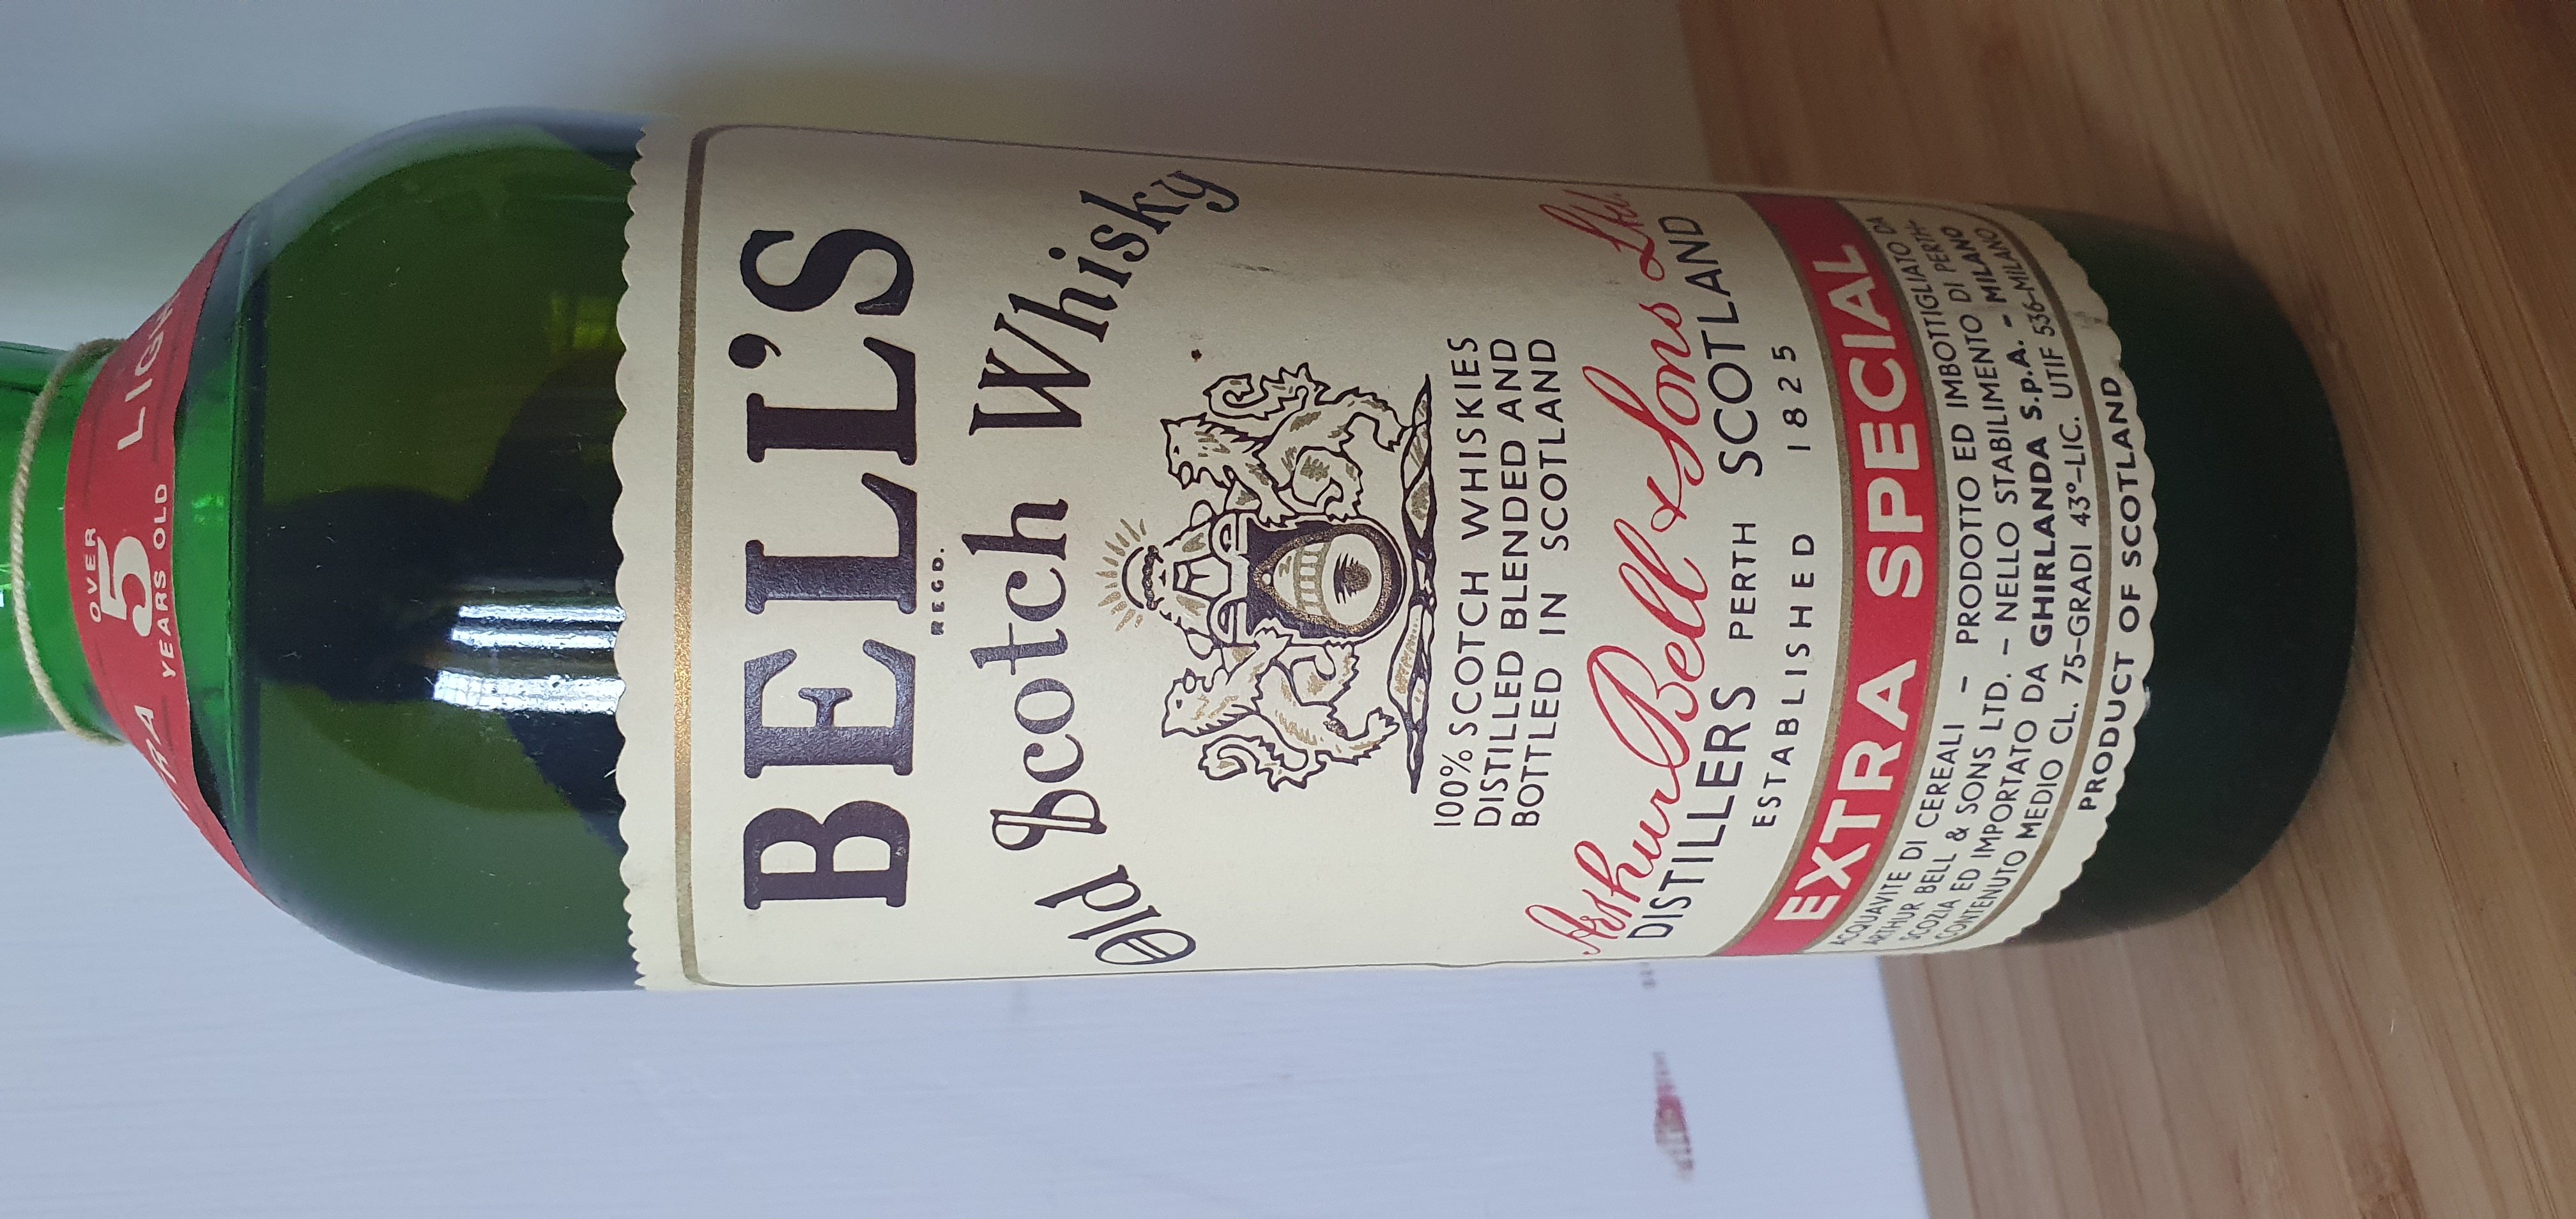 OVER
5
YEARS OLD
BELL'S
REGD.
Old Scotch Whisky
100% SCOTCH WHISKIES
DISTILLED BLENDED AND
BOTTLED IN SCOTLAND
Arthur Bell & Sons Ltd.
DISTILLERS PERTH SCOTLAND
ESTABLISHED 1825
EXTRA SPECIAL
ACQUAVITE DI CEREALI – PRODOTTO ED IMBOTTIGLIATO DA
ARTHUR BELL & SONS LTD. – NELLO STABILIMENTO DI PERTH-
SCOZIA ED IMPORTATO DA GHIRLANDA S.P.A. - MILANO
CONTENUTO MEDIO CL. 75–GRADI 43°–LIC. UTIF 536-MILANO
PRODUCT OF SCOTLAND